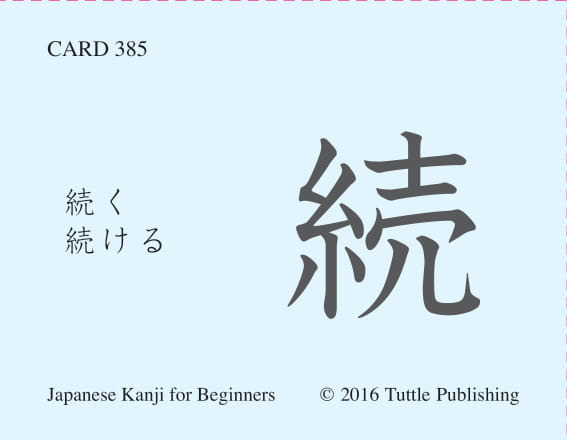 CARD 385
続く
続ける
続
Japanese Kanji for Beginners
© 2016 Tuttle Publishing